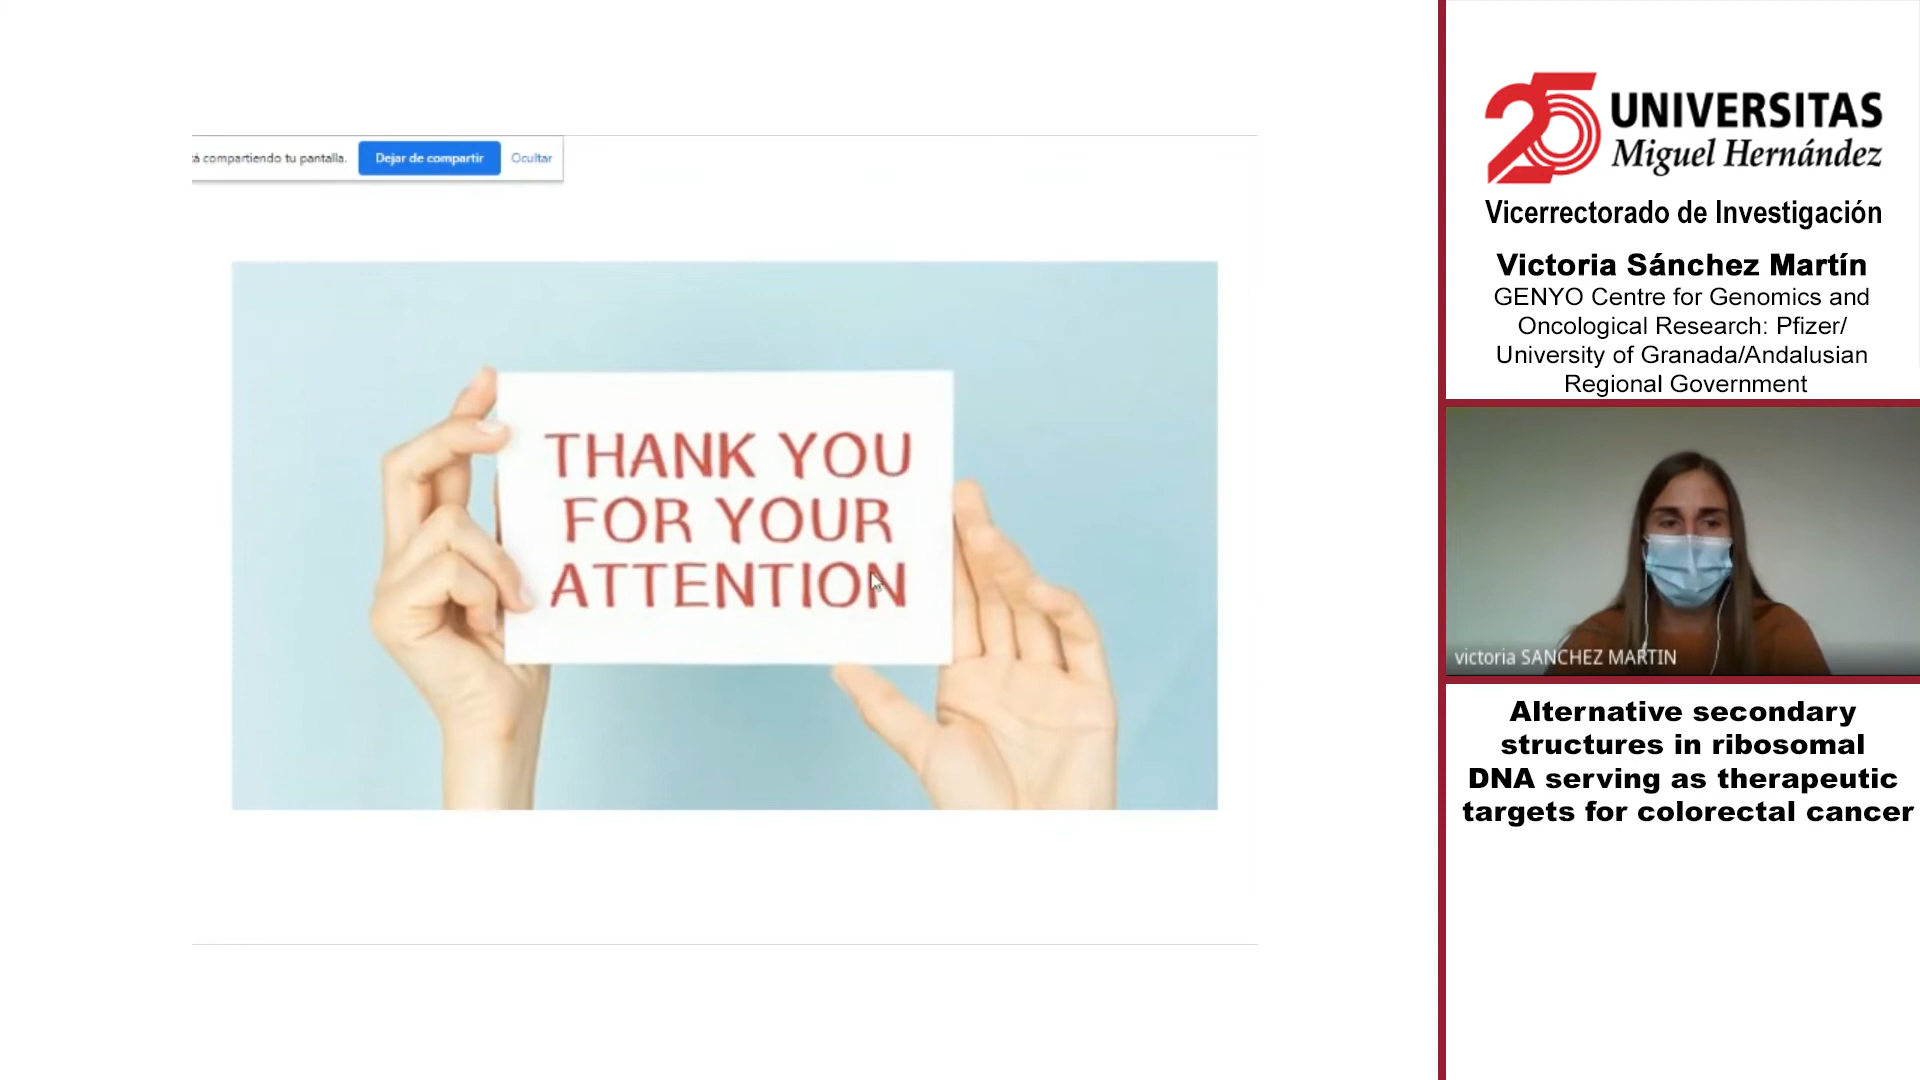 á compartiendo tu pantalla. Dejar de compartir Ocultar
THANK YOU
FOR YOUR
ATTENTION
25 UNIVERSITAS
Miguel Hernández
Vicerrectorado de Investigación
Victoria Sánchez Martín
GENYO Centre for Genomics and
Oncological Research: Pfizer/
University of Granada/Andalusian
Regional Government
victoria SANCHEZ MARTIN
Alternative secondary
structures in ribosomal
DNA serving as therapeutic
targets for colorectal cancer